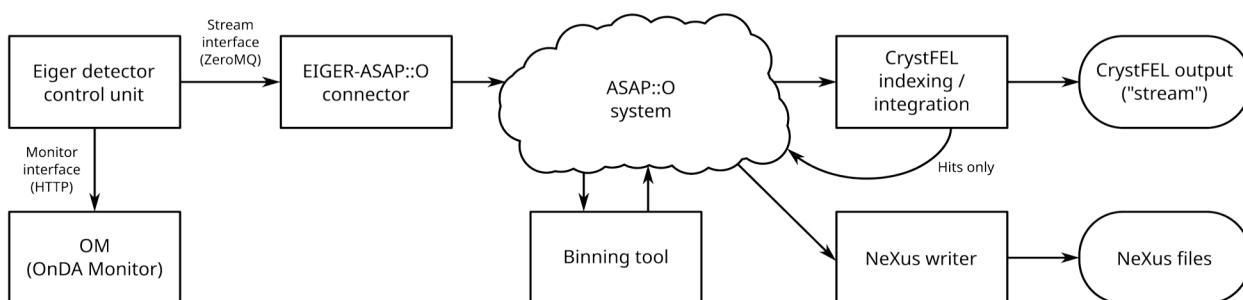 Stream
interface
(ZeroMQ)
Eiger detector
control unit
EIGER-ASAP::O
connector
ASAP::O
system
CrystFEL
indexing /
integration
CrystFEL output
("stream")
Monitor
interface
(HTTP)
Hits only
OM
(OnDA Monitor)
Binning tool
NeXus writer
NeXus files